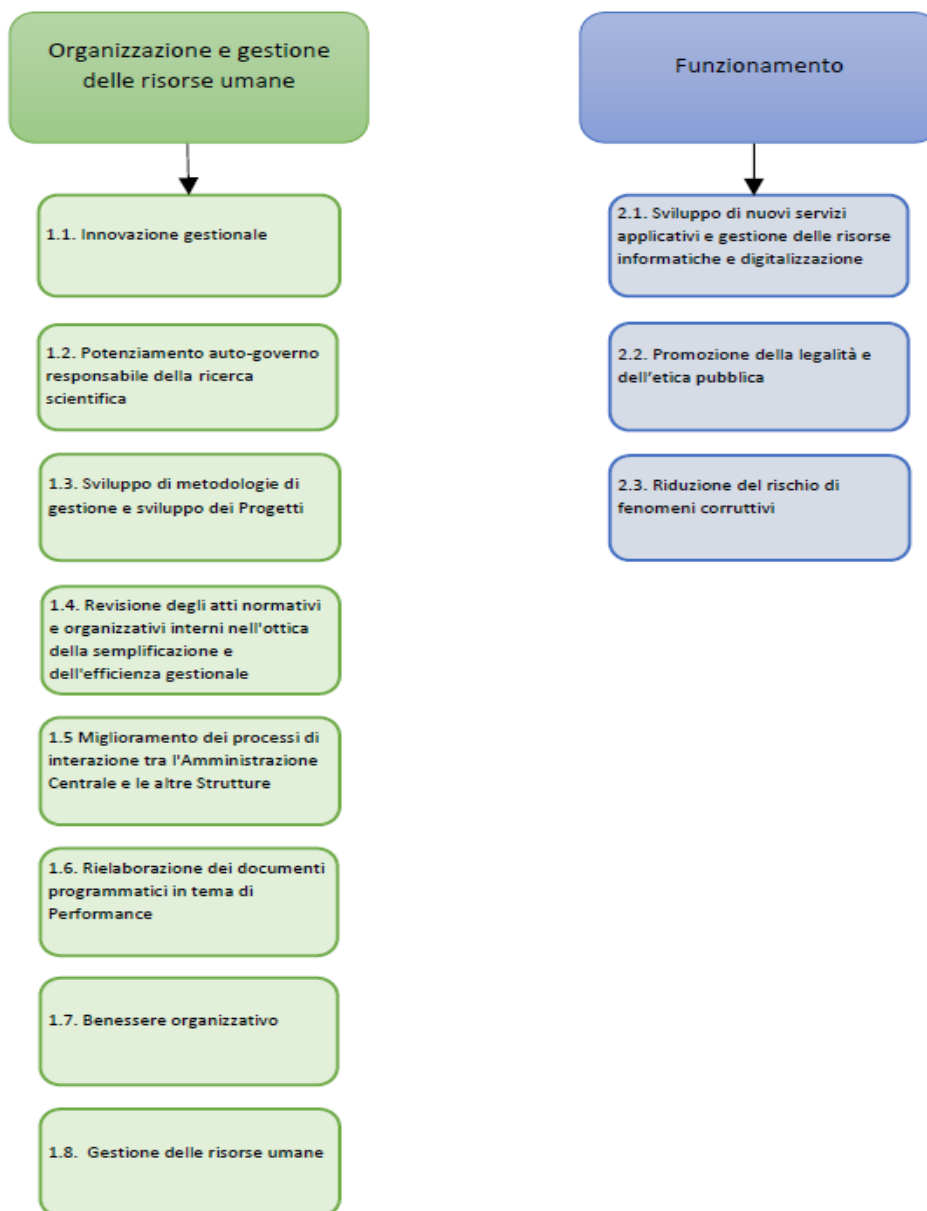 Organizzazione e gestione
delle risorse umane
1.1. Innovazione gestionale
1.2. Potenziamento auto-governo
responsabile della ricerca
scientifica
1.3. Sviluppo di metodologie di
gestione e sviluppo dei Progetti
1.4. Revisione degli atti normativi
e organizzativi interni nell'ottica
della semplificazione e
dell'efficienza gestionale
1.5 Miglioramento dei processi di
interazione tra l'Amministrazione
Centrale e le altre Strutture
1.6. Rielaborazione dei documenti
programmatici in tema di
Performance
1.7. Benessere organizzativo
1.8.  Gestione delle risorse umane
Funzionamento
2.1. Sviluppo di nuovi servizi
applicativi e gestione delle risorse
informatiche e digitalizzazione
2.2. Promozione della legalità e
dell'etica pubblica
2.3. Riduzione del rischio di
fenomeni corruttivi